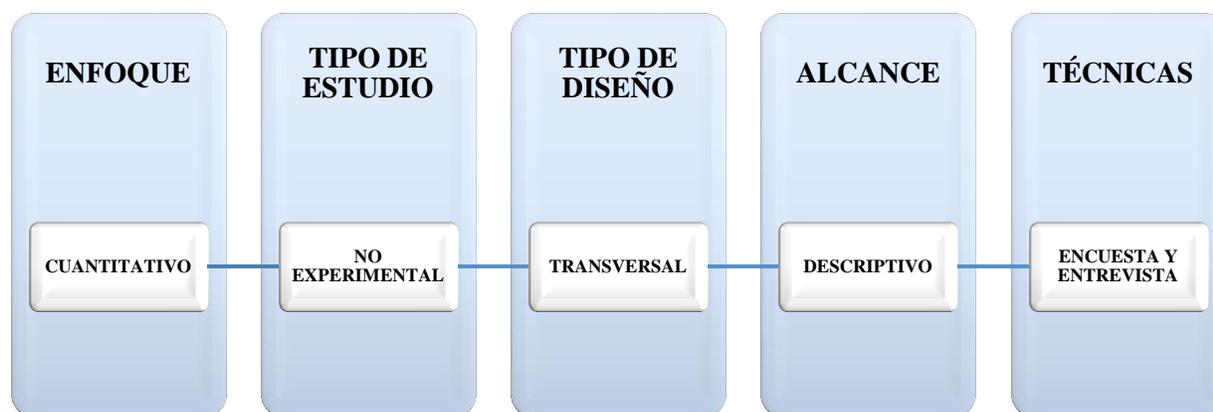 ENFOQUE
TIPO DE
ESTUDIO
TIPO DE
DISEÑO
ALCANCE
TÉCNICAS
CUANTITATIVO
NO
EXPERIMENTAL
TRANSVERSAL
DESCRIPTIVO
ENCUESTA Y
ENTREVISTA